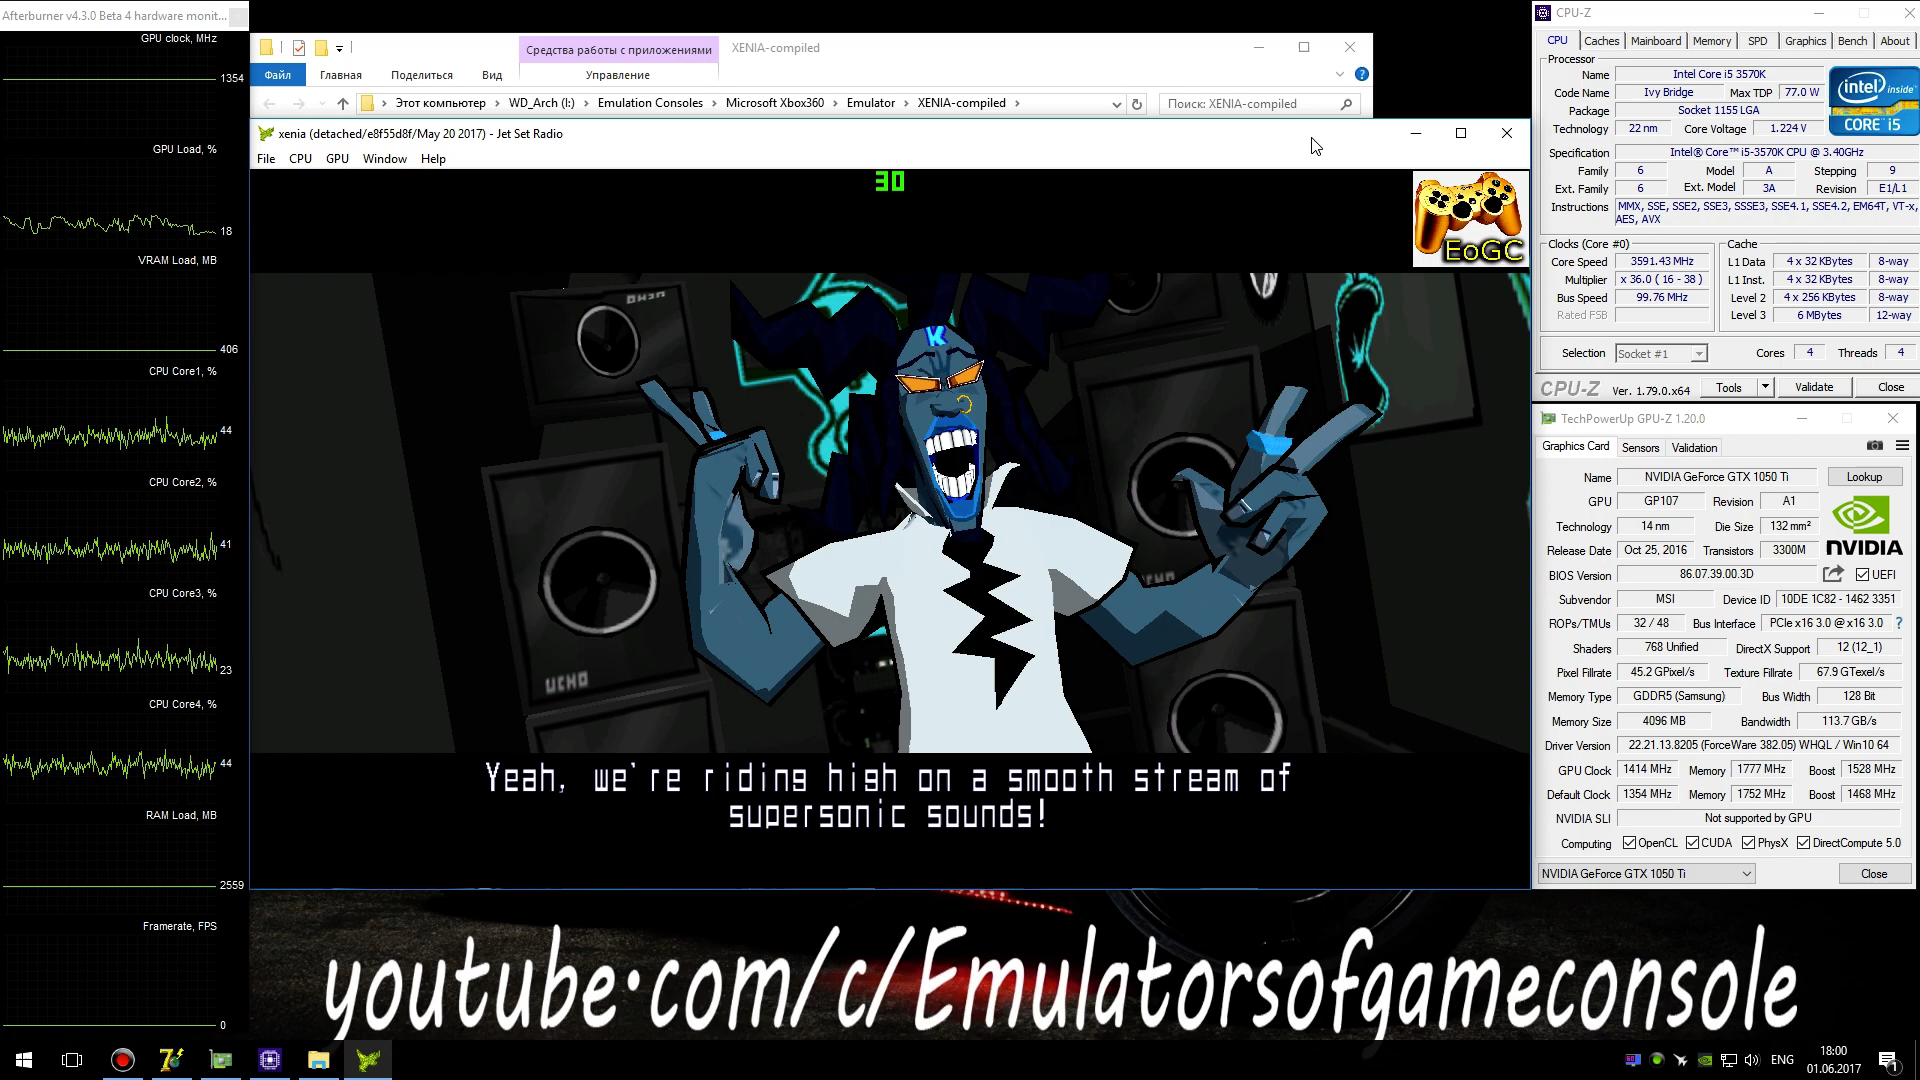 Afterburner v4.3.0 Beta 4 hardware monit...
GPU clock, MHz
1354
GPU Load, %
18
VRAM Load, MB
406
CPU Core1, %
44
CPU Core2, %
41
CPU Core3, %
23
CPU Core4, %
44
RAM Load, MB
2559
Framerate, FPS
0
Средства работы с приложениями
XENIA-compiled
Файл
Главная
Поделиться
Вид
Управление
Этот компьютер
WD_Arch (I:)
Emulation Consoles
Microsoft Xbox360
Emulator
XENIA-compiled
Поиск: XENIA-compiled
xenia (detached/e8f55d8f/May 20 2017) - Jet Set Radio
File CPU GPU Window Help
30
EoGC
K
UCHO
Yeah, we're riding high on a smooth stream of
supersonic sounds!
CPU-Z
CPU Caches Mainboard Memory SPD Graphics Bench About
Processor
Name Intel Core i5 3570K
Code Name Ivy Bridge Max TDP 77.0 W
Package Socket 1155 LGA
Technology 22 nm Core Voltage 1.224 V
intel inside
CORE i5
Specification Intel® Core™ i5-3570K CPU @ 3.40GHz
Family 6 Model A Stepping 9
Ext. Family 6 Ext. Model 3A Revision E1/L1
Instructions MMX, SSE, SSE2, SSE3, SSSE3, SSE4.1, SSE4.2, EM64T, VT-x,
AES, AVX
Clocks (Core #0)
Core Speed 3591.43 MHz
Multiplier x 36.0 ( 16 - 38 )
Bus Speed 99.76 MHz
Rated FSB
Cache
L1 Data 4 x 32 KBytes 8-way
L1 Inst. 4 x 32 KBytes 8-way
Level 2 4 x 256 KBytes 8-way
Level 3 6 MBytes 12-way
Selection Socket #1 Cores 4 Threads 4
CPU-Z Ver. 1.79.0.x64 Tools Validate Close
TechPowerUp GPU-Z 1.20.0
Graphics Card Sensors Validation
Name NVIDIA GeForce GTX 1050 Ti Lookup
GPU GP107 Revision A1
Technology 14 nm Die Size 132 mm²
Release Date Oct 25, 2016 Transistors 3300M
NVIDIA
BIOS Version 86.07.39.00.3D UEFI
Subvendor MSI Device ID 10DE 1C82 - 1462 3351
ROPs/TMUs 32 / 48 Bus Interface PCIe x16 3.0 @ x16 3.0 ?
Shaders 768 Unified DirectX Support 12 (12_1)
Pixel Fillrate 45.2 GPixel/s Texture Fillrate 67.9 GTexel/s
Memory Type GDDR5 (Samsung) Bus Width 128 Bit
Memory Size 4096 MB Bandwidth 113.7 GB/s
Driver Version 22.21.13.8205 (ForceWare 382.05) WHQL / Win10 64
GPU Clock 1414 MHz Memory 1777 MHz Boost 1528 MHz
Default Clock 1354 MHz Memory 1752 MHz Boost 1468 MHz
NVIDIA SLI Not supported by GPU
Computing OpenCL CUDA PhysX DirectCompute 5.0
NVIDIA GeForce GTX 1050 Ti Close
youtube.com/c/Emulatorsofgameconsole
ENG
18:00
01.06.2017
1